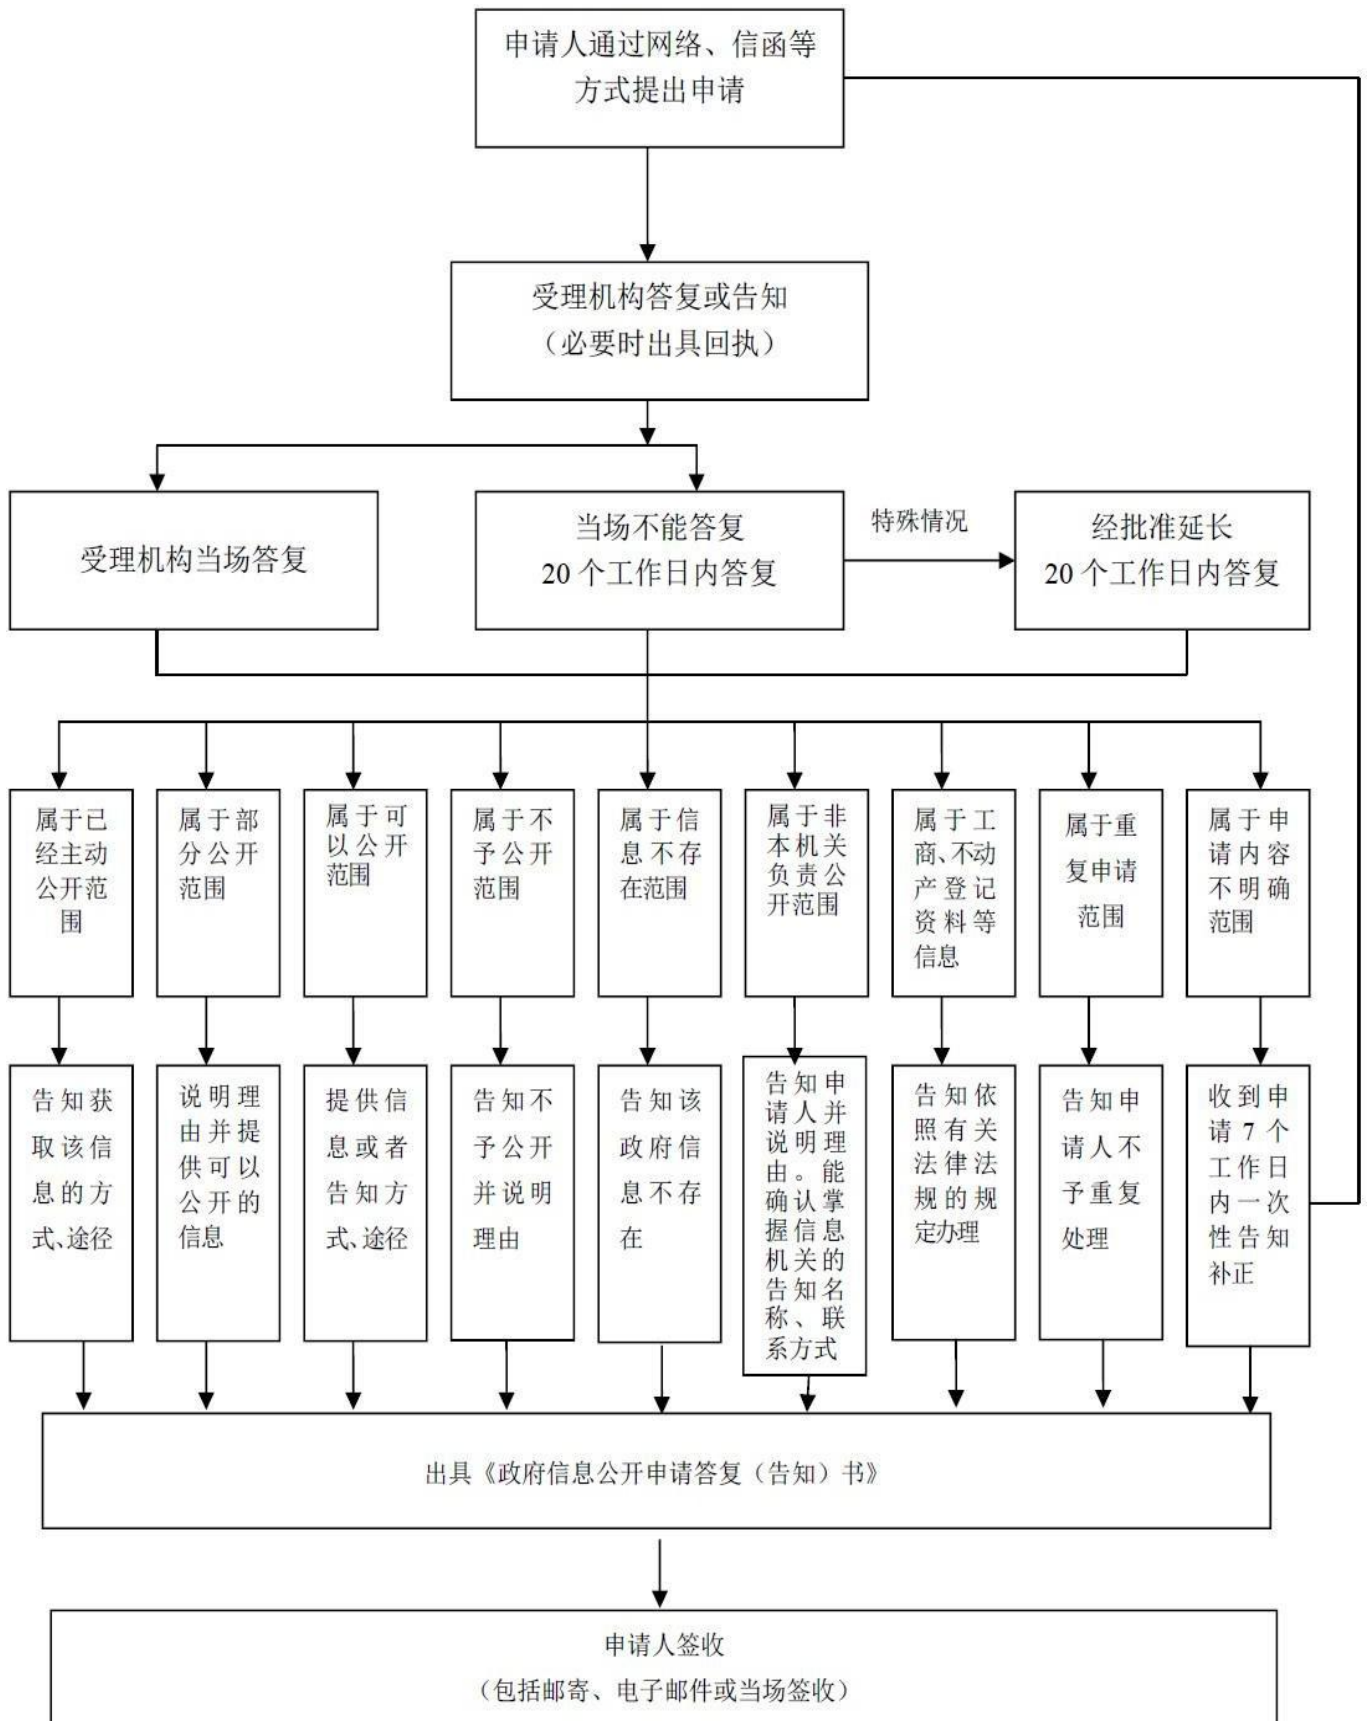 申请人通过网络、信函等
方式提出申请
受理机构答复或告知
（必要时出具回执）
受理机构当场答复
当场不能答复
20 个工作日内答复
特殊情况
经批准延长
20 个工作日内答复
属于已
经主动
公开范
围
属于部
分公开
范围
属于可
以公开
范围
属于不
予公开
范围
属于信
息不存
在范围
属于非
本机关
负责公
开范围
属于工
商、不动
产登记
资料等
信息
属于重
复申请
范围
属于申
请内容
不明确
范围
告知获
取该信
息的方
式、途径
说明理
由并提
供可以
公开的
信息
提供信
息或者
告知方
式、途径
告知不
予公开
并说明
理由
告知该
政府信
息不存
在
告知申
请人并
说明理
由。能
确认掌
握信息
机关的
告知名
称、联
系方式
告知依
照有关
法律法
规的规
定办理
告知申
请人不
予重复
处理
收到申
请 7 个
工作日
内一次
性告知
补正
出具《政府信息公开申请答复（告知）书》
申请人签收
（包括邮寄、电子邮件或当场签收）